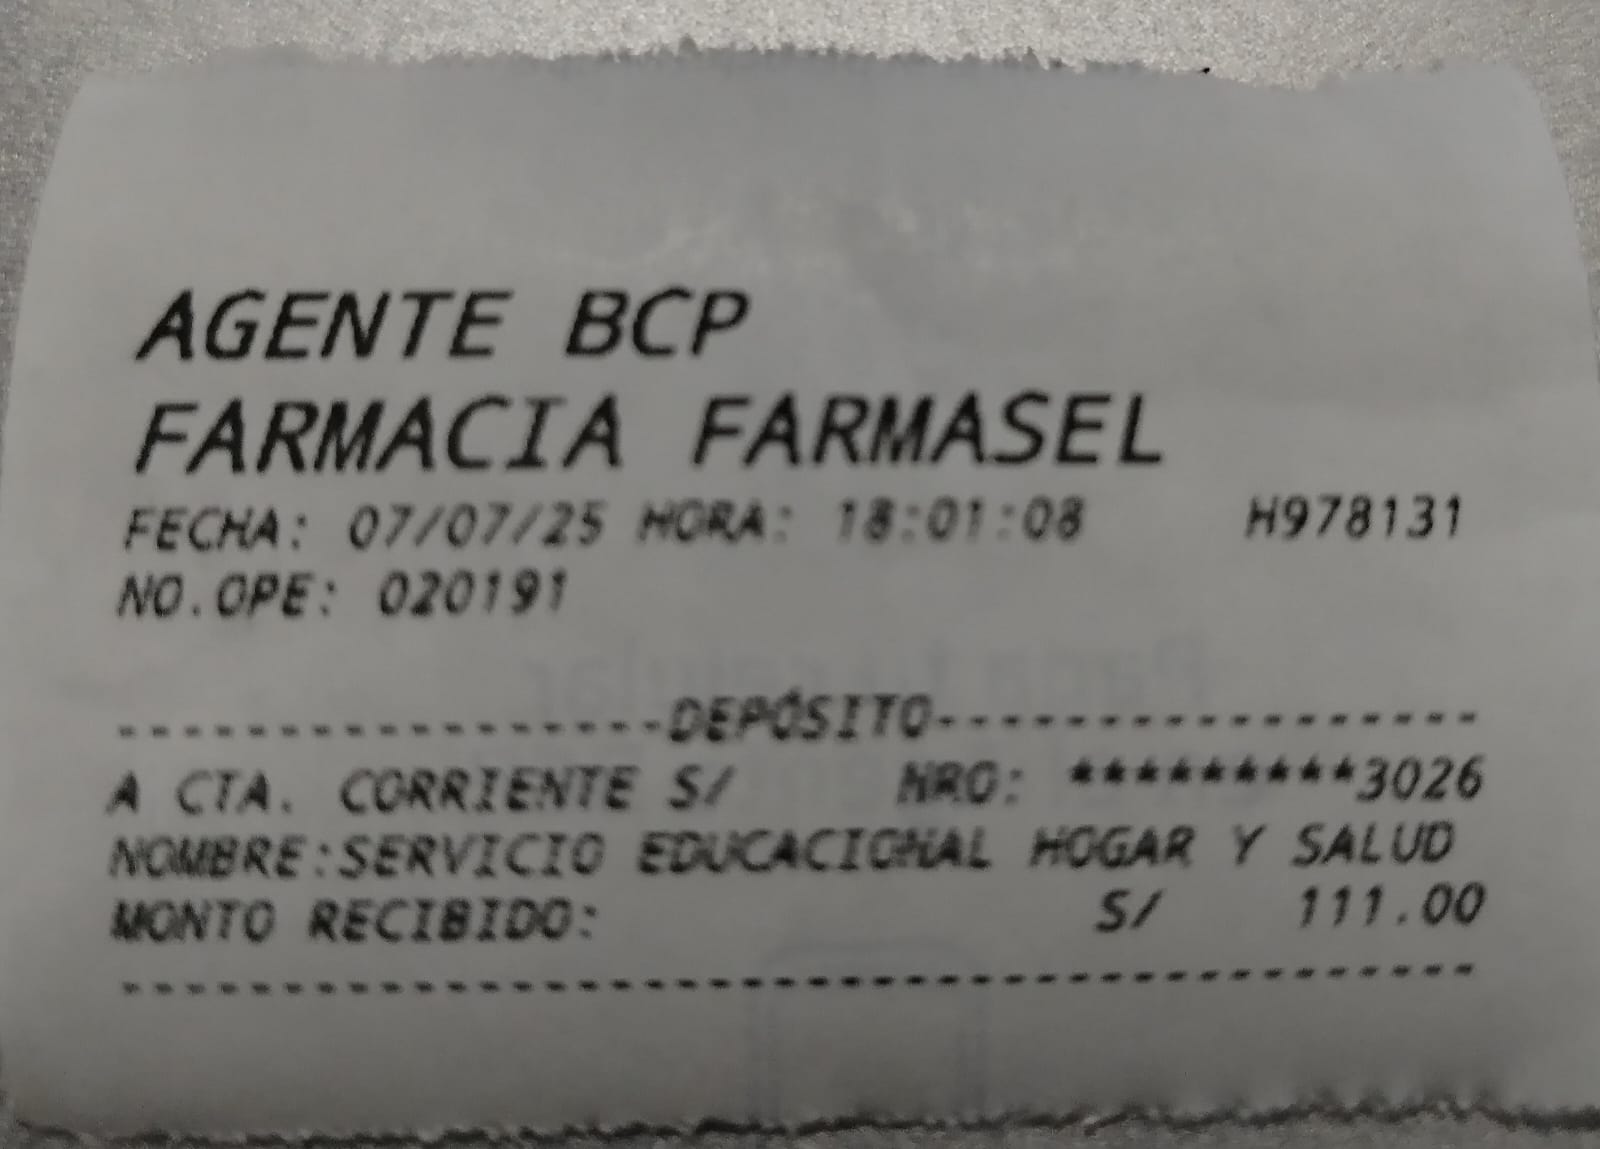 AGENTE BCP
FARMACIA FARMASEL
FECHA: 07/07/25 HORA: 18:01:08 H978131
NO.OPE: 020191
-----------------DEPÓSITO-----------------
A CTA. CORRIENTE S/ NRO: *********3026
NOMBRE:SERVICIO EDUCACIONAL HOGAR Y SALUD
MONTO RECIBIDO: S/ 111.00
------------------------------------------